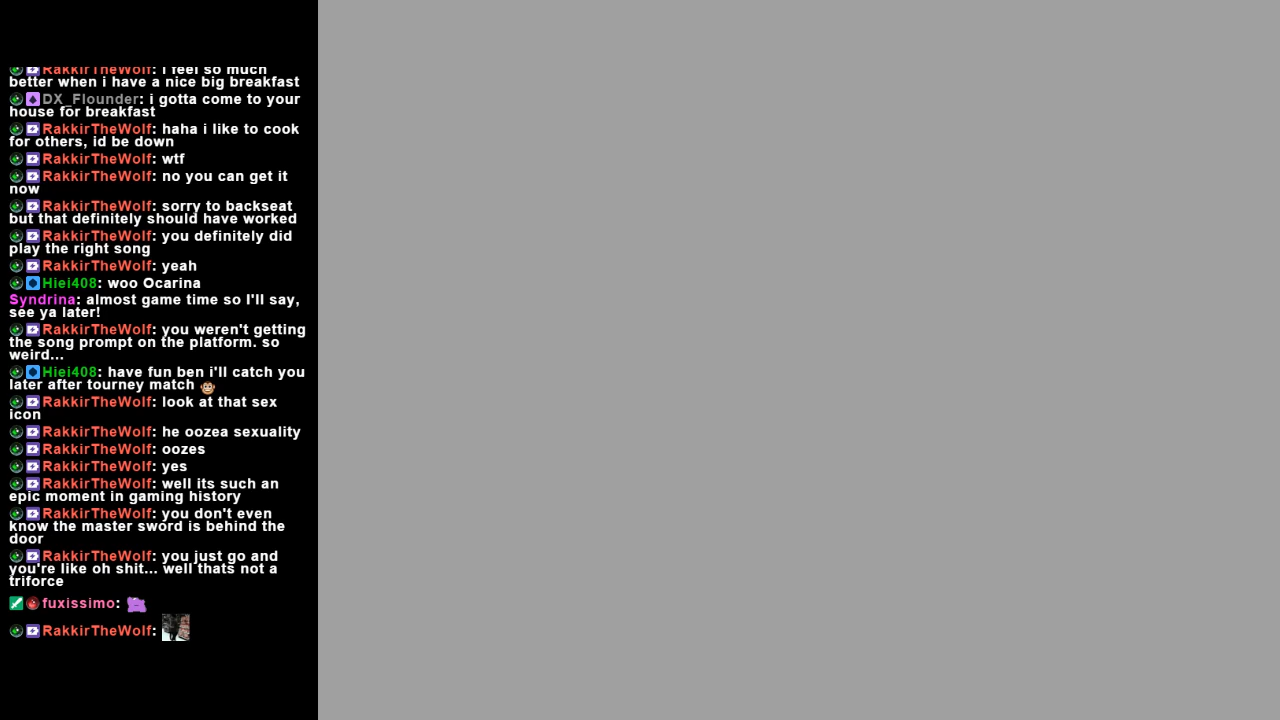 RakkirTheWolf: i feel so much
better when i have a nice big breakfast
DX_Flounder: i gotta come to your
house for breakfast
RakkirTheWolf: haha i like to cook
for others, id be down
RakkirTheWolf: wtf
RakkirTheWolf: no you can get it
now
RakkirTheWolf: sorry to backseat
but that definitely should have worked
RakkirTheWolf: you definitely did
play the right song
RakkirTheWolf: yeah
Hiei408: woo Ocarina
Syndrina: almost game time so I'll say,
see ya later!
RakkirTheWolf: you weren't getting
the song prompt on the platform. so
weird...
Hiei408: have fun ben i'll catch you
later after tourney match
RakkirTheWolf: look at that sex
icon
RakkirTheWolf: he oozea sexuality
RakkirTheWolf: oozes
RakkirTheWolf: yes
RakkirTheWolf: well its such an
epic moment in gaming history
RakkirTheWolf: you don't even
know the master sword is behind the
door
RakkirTheWolf: you just go and
you're like oh shit... well thats not a
triforce
fuxissimo:
RakkirTheWolf: